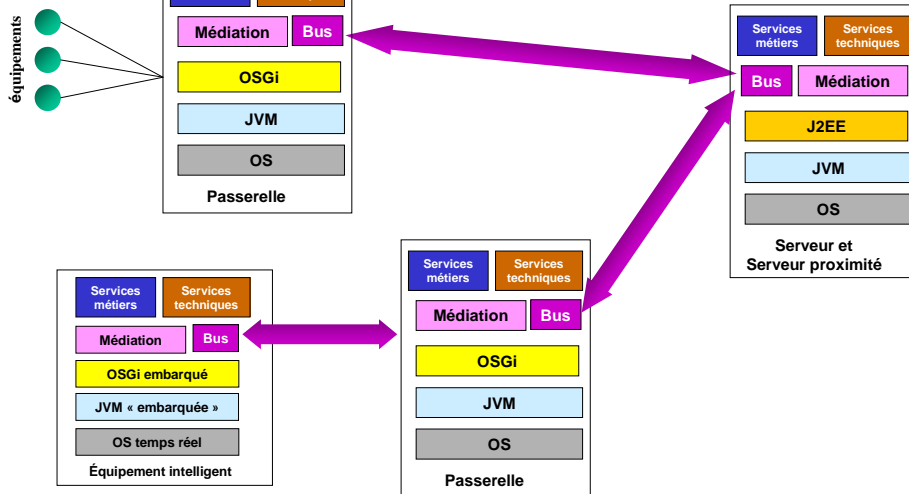 équipements
Médiation
Bus
OSGi
JVM
OS
Passerelle
Services
métiers
Services
techniques
Bus
Médiation
J2EE
JVM
OS
Serveur et
Serveur proximité
Services
métiers
Services
techniques
Médiation
Bus
OSGi embarqué
JVM « embarquée »
OS temps réel
Équipement intelligent
Services
métiers
Services
techniques
Médiation
Bus
OSGi
JVM
OS
Passerelle